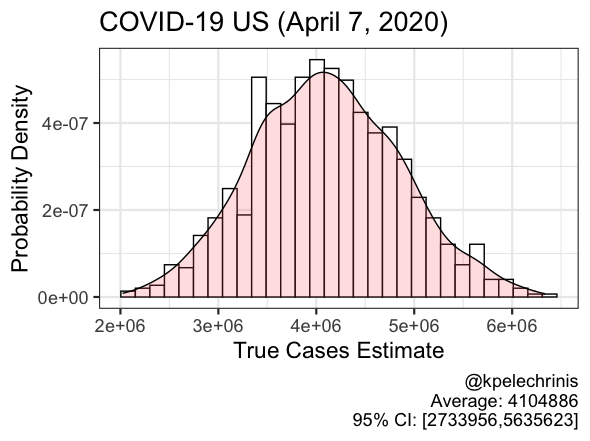 COVID-19 US (April 7, 2020)
Probability Density
4e-07
2e-07
0e+00
2e+06 3e+06 4e+06 5e+06 6e+06
True Cases Estimate
@kpelechrinis
Average: 4104886
95% CI: [2733956,5635623]